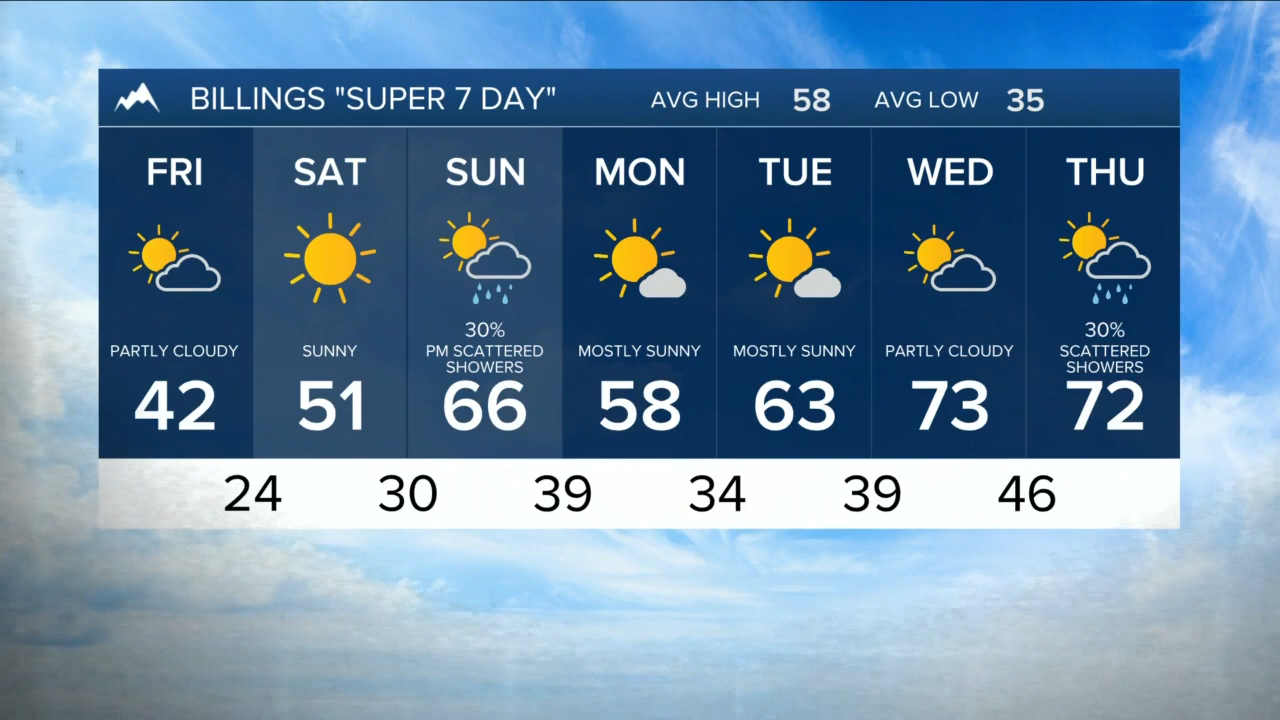 BILLINGS "SUPER 7 DAY" AVG HIGH 58 AVG LOW 35
FRI SAT SUN MON TUE WED THU
30% 30%
PARTLY CLOUDY SUNNY PM SCATTERED MOSTLY SUNNY MOSTLY SUNNY PARTLY CLOUDY SCATTERED
SHOWERS SHOWERS
42 51 66 58 63 73 72
24 30 39 34 39 46